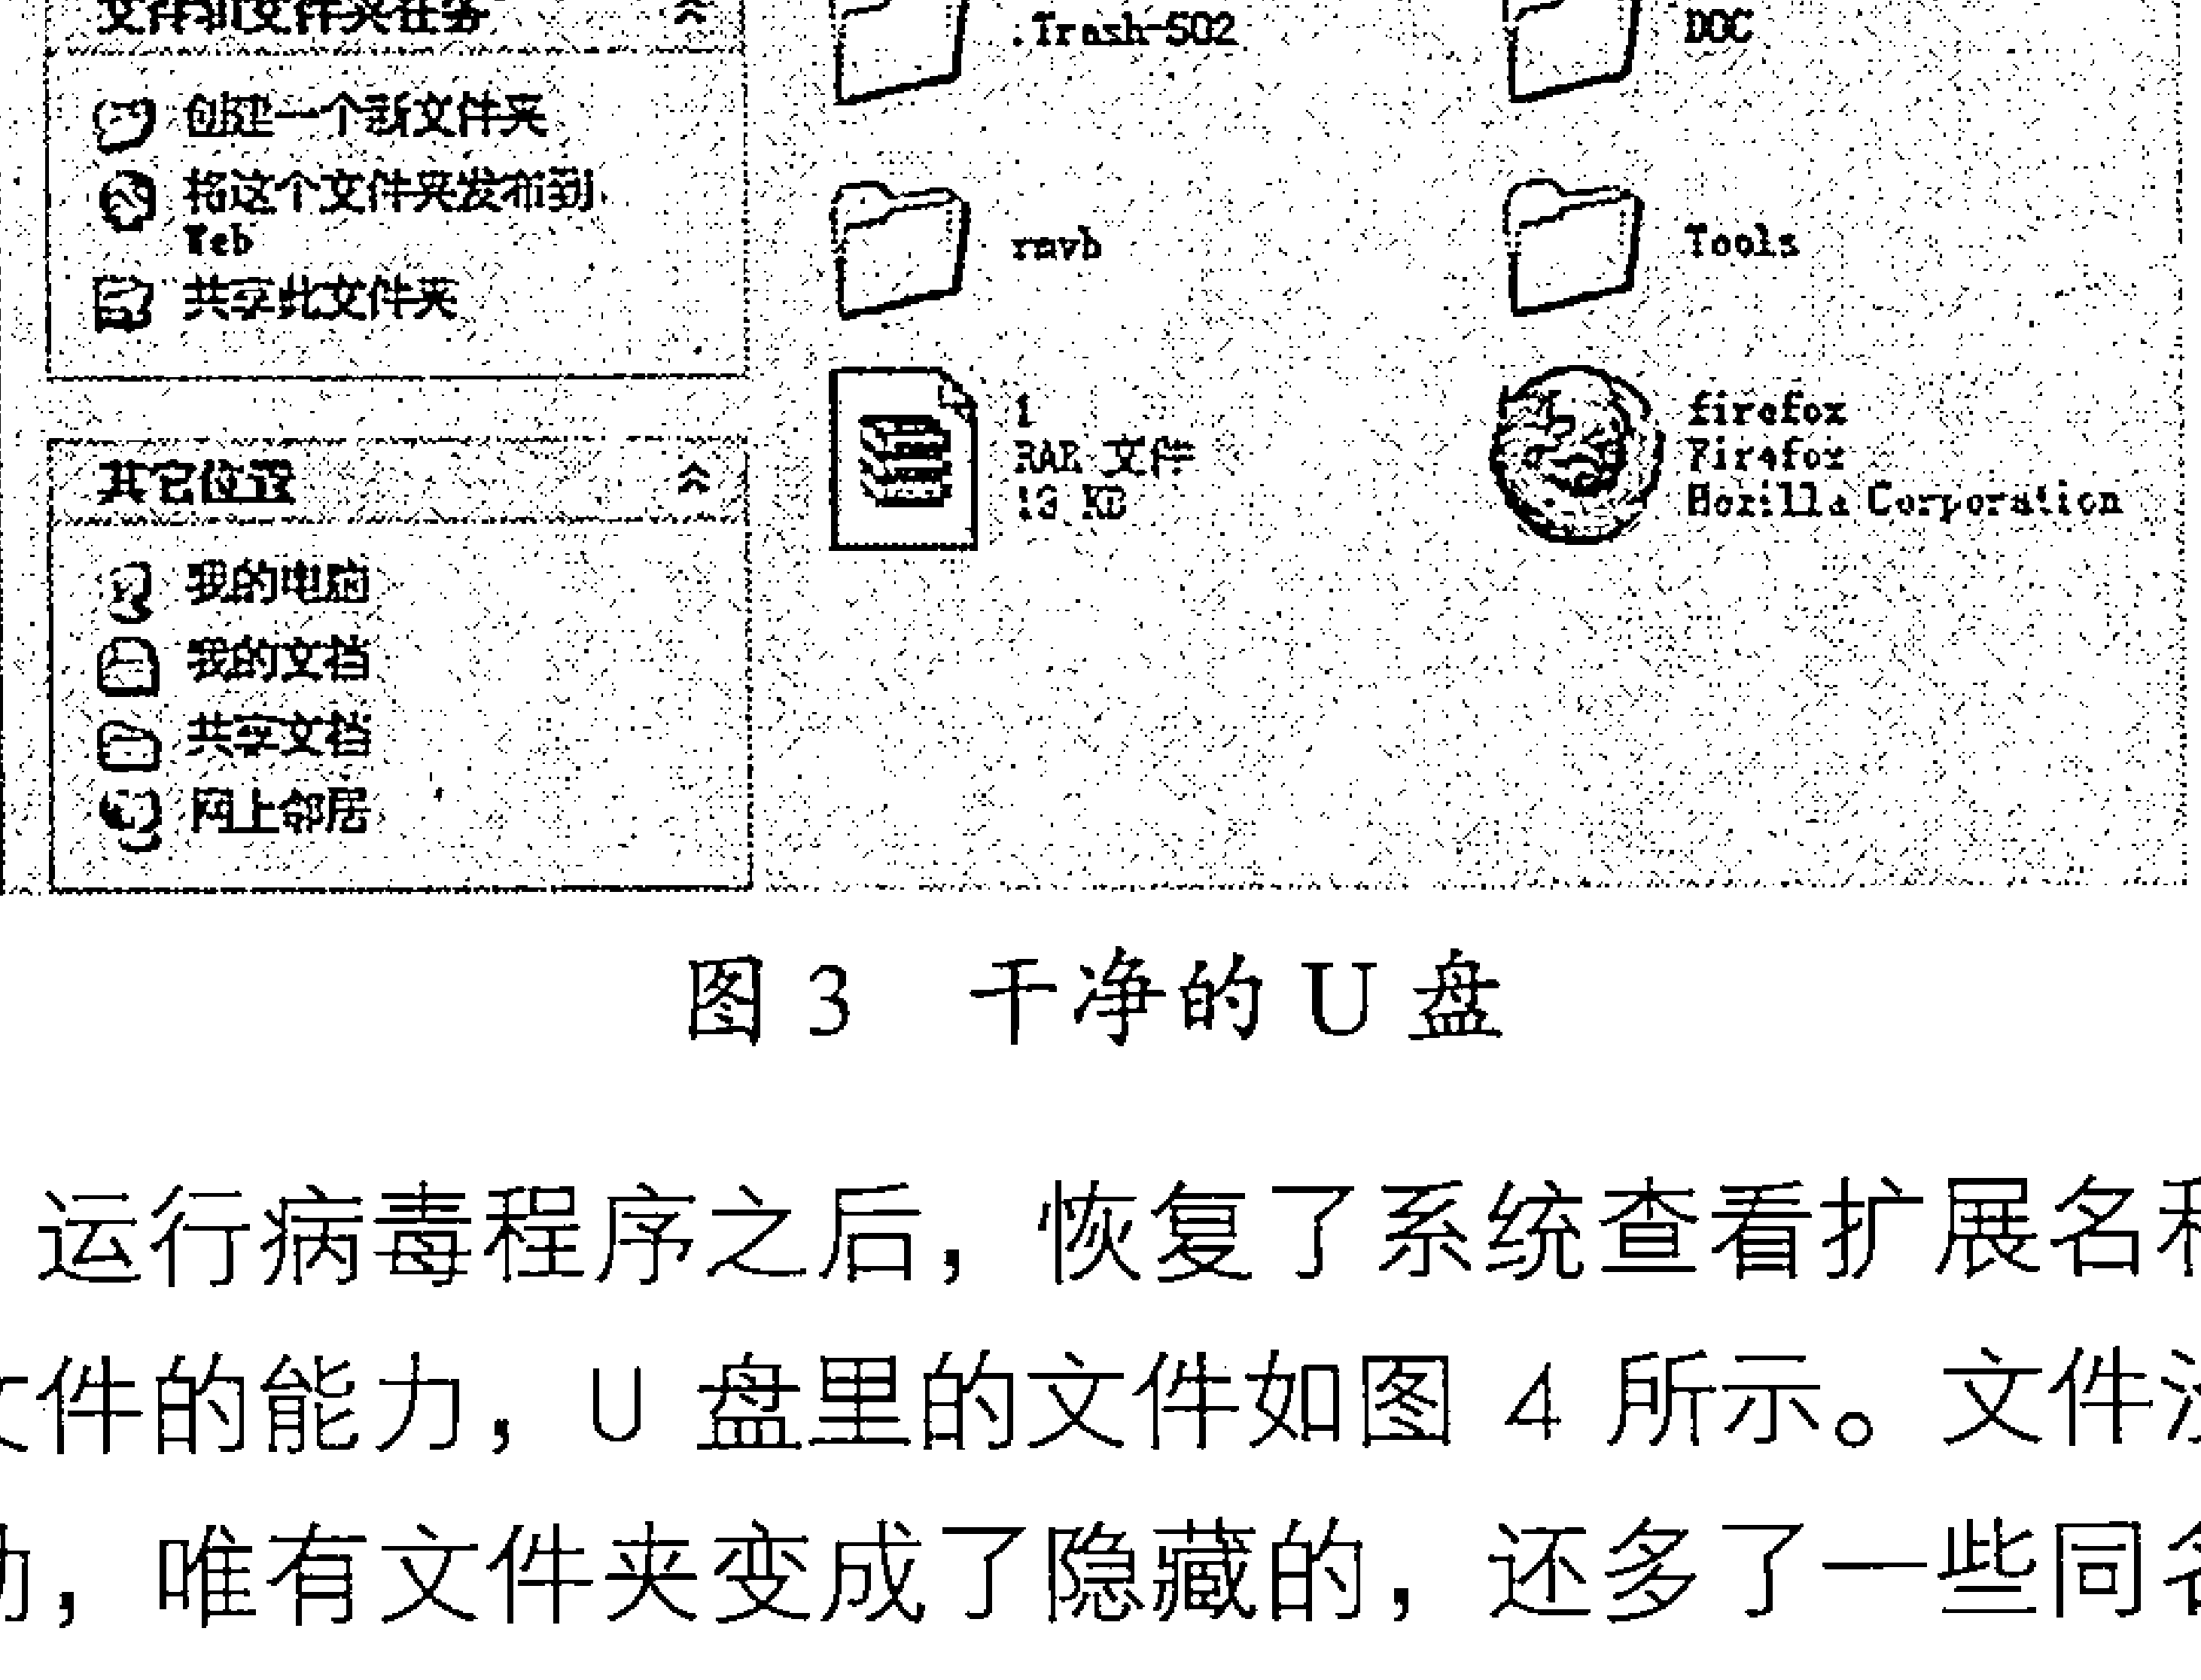 文件和文件夹任务
创建一个新文件夹
将这个文件夹发布到
Web
共享此文件夹
其它位置
我的电脑
我的文档
共享文档
网上邻居
.Trash-502
DOC
rmvb
Tools
1
RAR 文件
13 KB
firefox
Firefox
Mozilla Corporation
图 3 干净的 U 盘
运行病毒程序之后，恢复了系统查看扩展名和
文件的能力，U 盘里的文件如图 4 所示。文件没
动，唯有文件夹变成了隐藏的，还多了一些同名